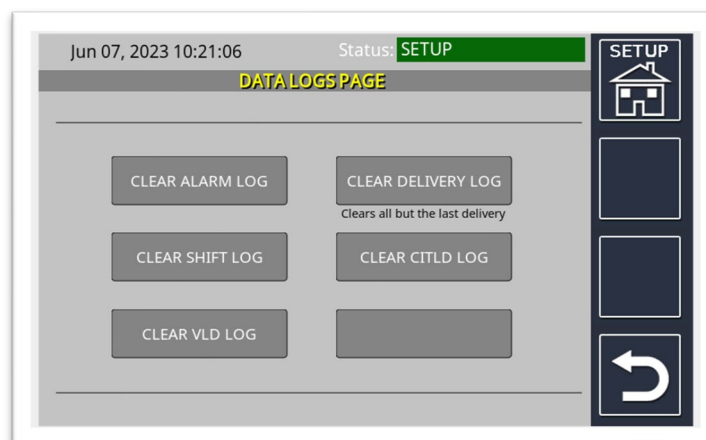 Jun 07, 2023 10:21:06 Status: SETUP
SETUP
DATA LOGS PAGE
CLEAR ALARM LOG CLEAR DELIVERY LOG
Clears all but the last delivery
CLEAR SHIFT LOG CLEAR CITLD LOG
CLEAR VLD LOG